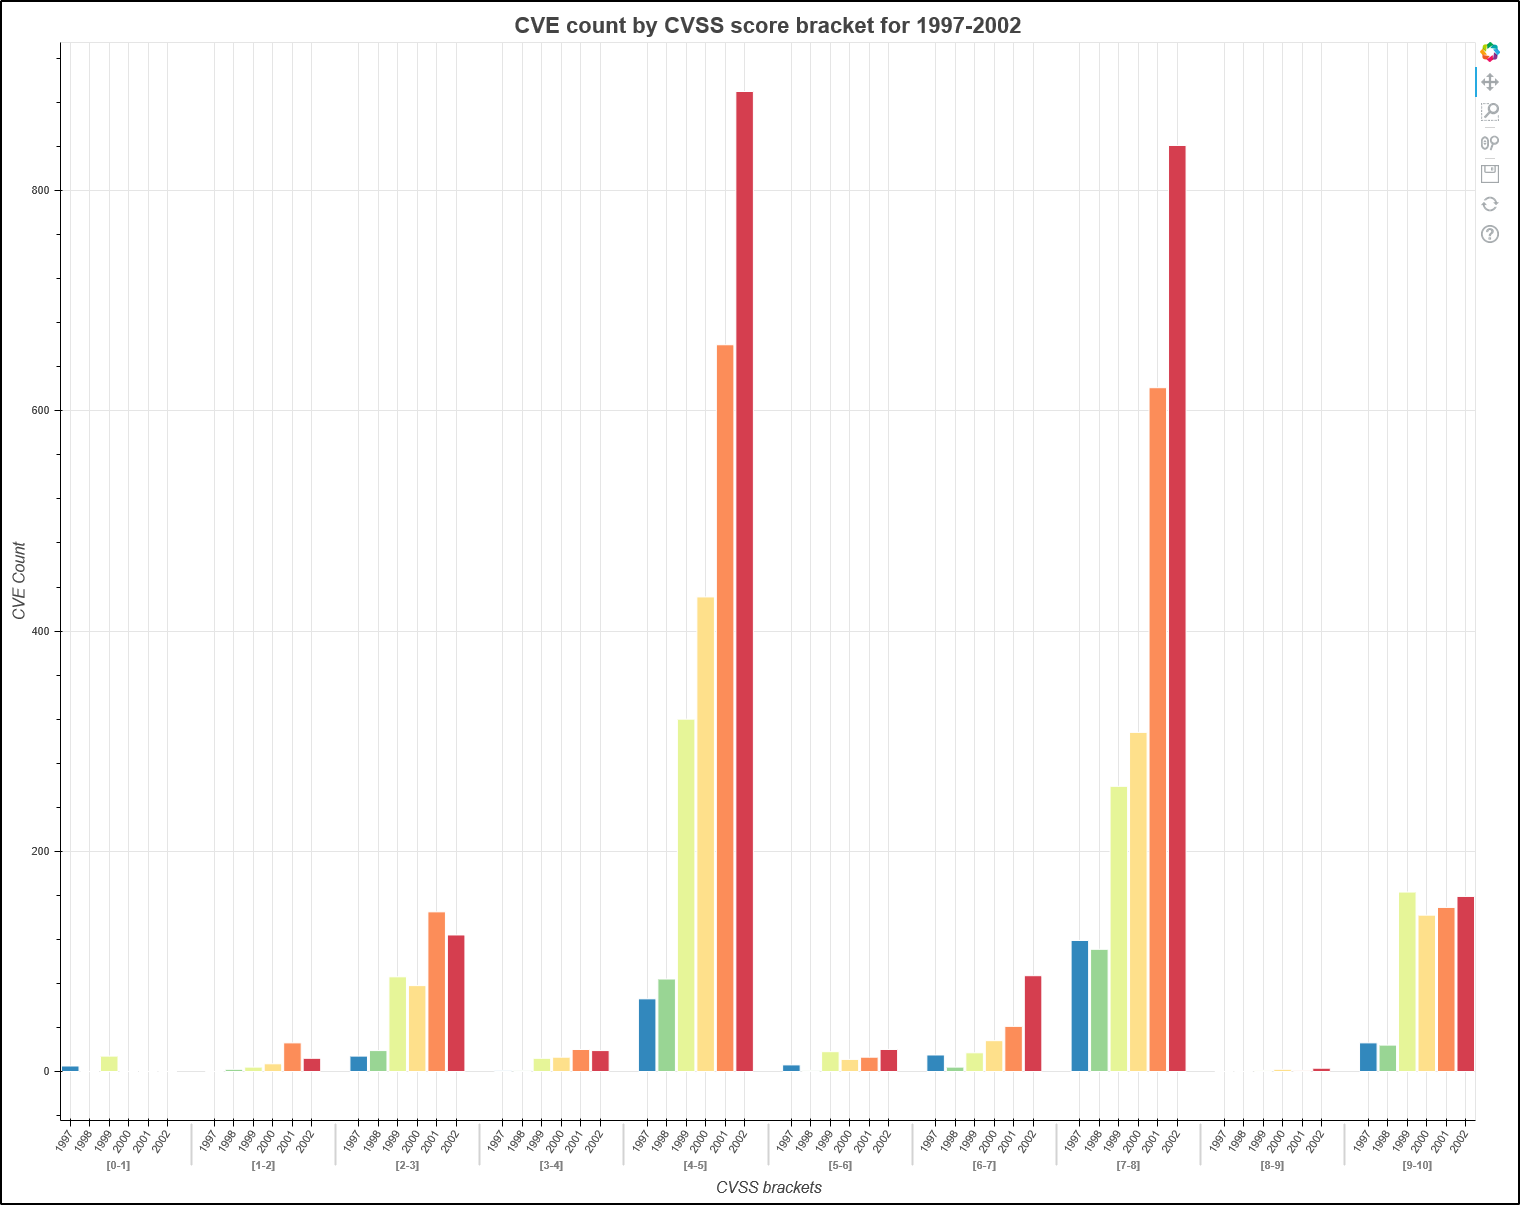 CVE count by CVSS score bracket for 1997-2002
CVE Count
800
600
400
200
0
1997 1998 1999 2000 2001 2002 1997 1998 1999 2000 2001 2002 1997 1998 1999 2000 2001 2002 1997 1998 1999 2000 2001 2002 1997 1998 1999 2000 2001 2002 1997 1998 1999 2000 2001 2002 1997 1998 1999 2000 2001 2002 1997 1998 1999 2000 2001 2002 1997 1998 1999 2000 2001 2002 1997 1998 1999 2000 2001 2002
[0-1] [1-2] [2-3] [3-4] [4-5] [5-6] [6-7] [7-8] [8-9] [9-10]
CVSS brackets